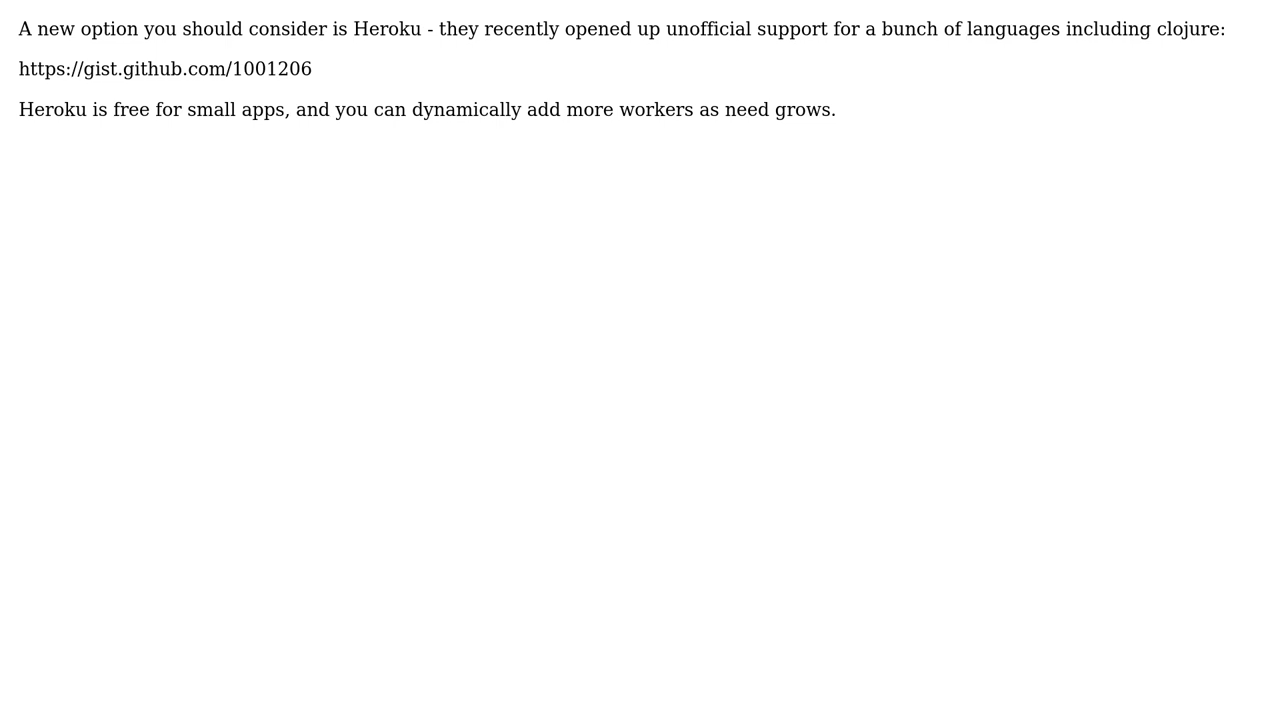 A new option you should consider is Heroku - they recently opened up unofficial support for a bunch of languages including clojure:
https://gist.github.com/1001206
Heroku is free for small apps, and you can dynamically add more workers as need grows.